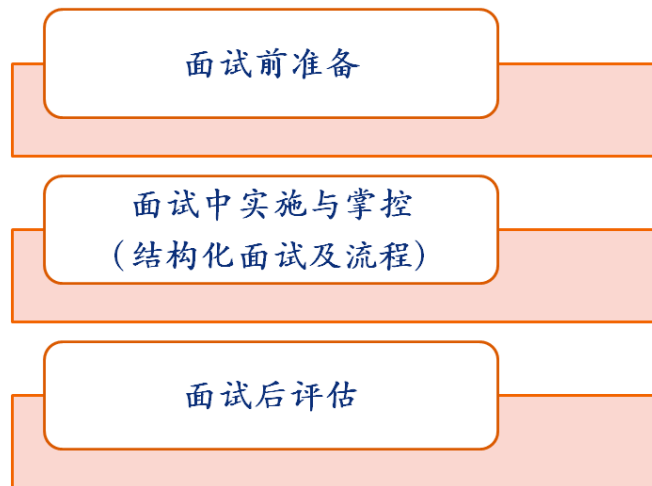 面试前准备
面试中实施与掌控
（结构化面试及流程）
面试后评估